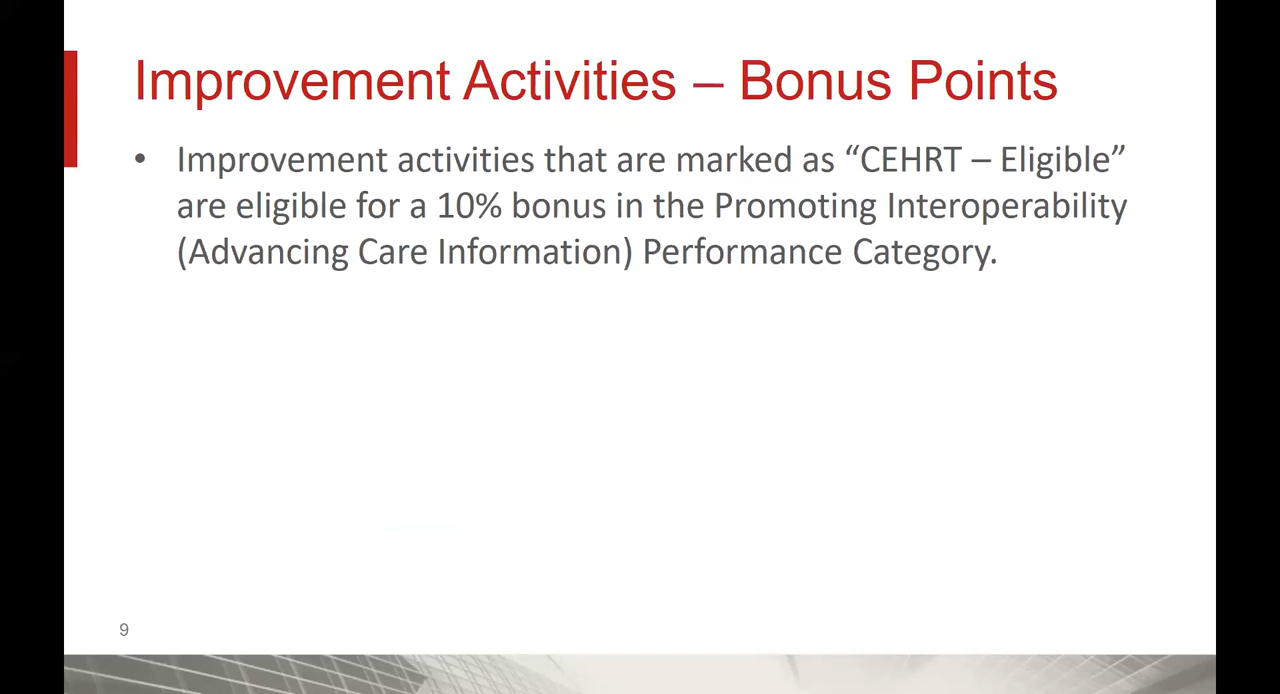 Improvement Activities – Bonus Points
• Improvement activities that are marked as “CEHRT – Eligible”
are eligible for a 10% bonus in the Promoting Interoperability
(Advancing Care Information) Performance Category.
9